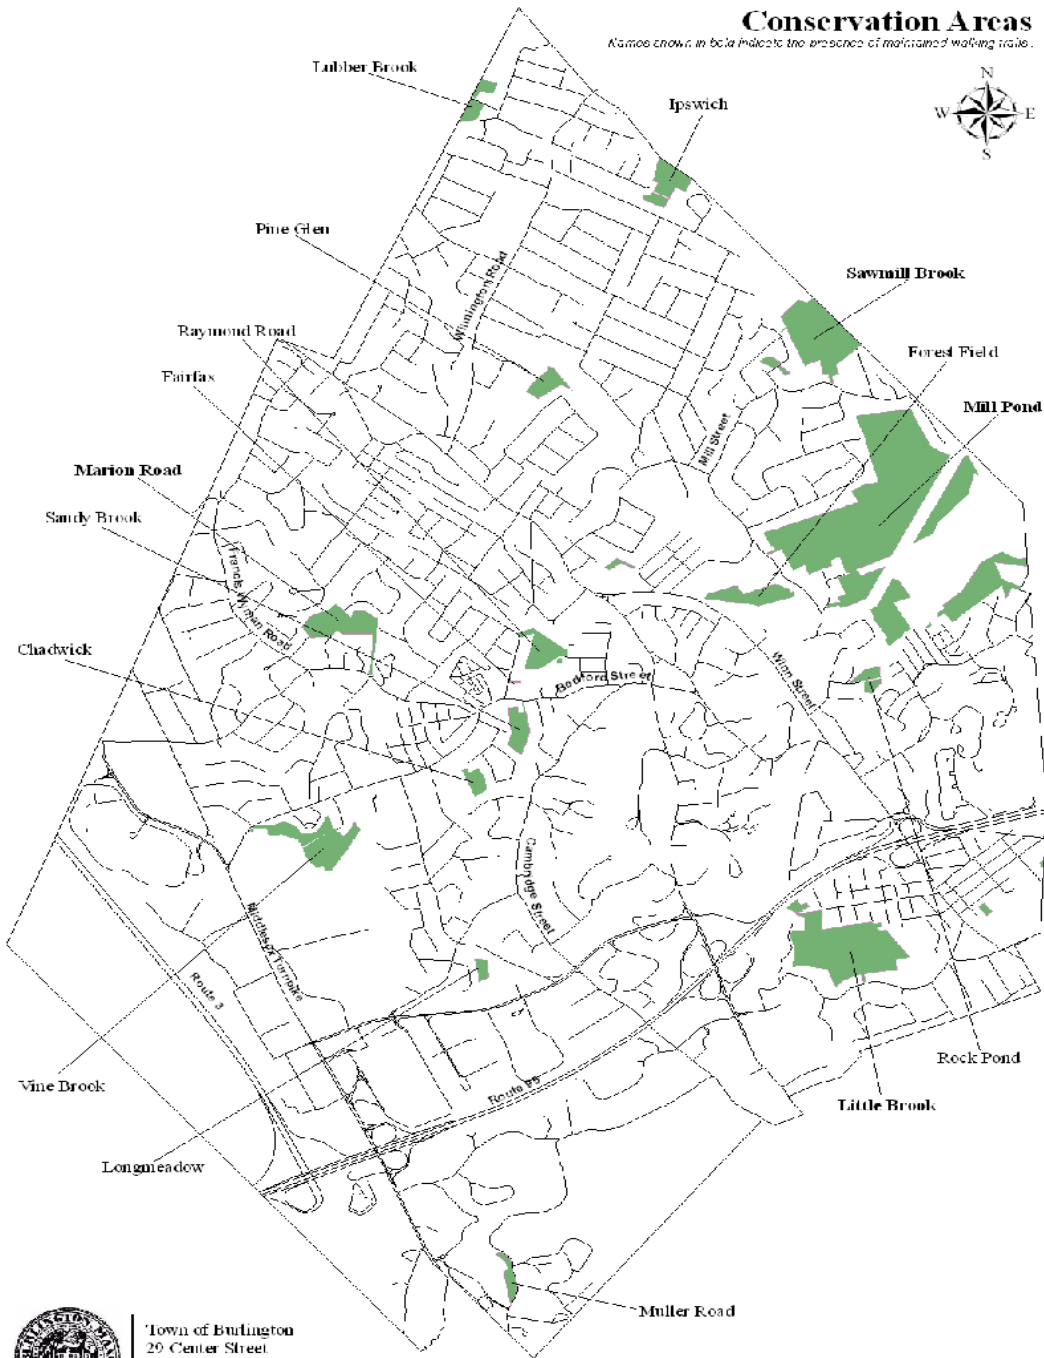 Conservation Areas
Names shown in bold indicate the presence of maintained walking trails.
Lubber Brook
Ipswich
N
W
E
S
Pine Glen
Wilmington Road
Sawmill Brook
Raymond Road
Forest Field
Fairfax
Mill Pond
Mill Street
Marion Road
Sandy Brook
Francis Wyman Road
Chadwick
Bedford Street
Winn Street
Cambridge Street
Middlesex Turnpike
Route 3
Vine Brook
Route 95
Rock Pond
Little Brook
Longmeadow
Muller Road
Town of Burlington
29 Center Street